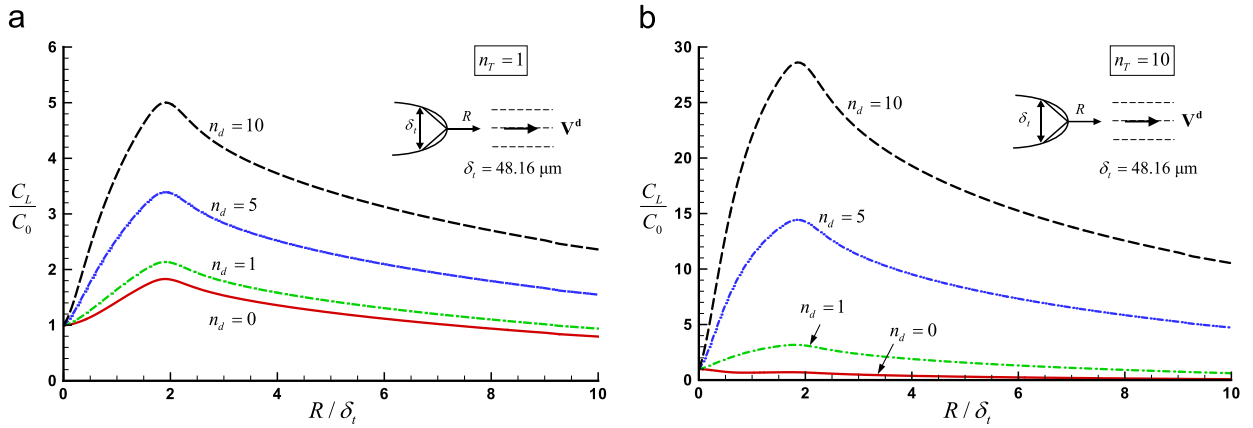 a
6
5
4
3
2
1
0
C_L / C_0
n_T = 1
δ_t
R
V^d
δ_t = 48.16 μm
n_d = 10
n_d = 5
n_d = 1
n_d = 0
0 2 4 6 8 10
R / δ_t
b
30
25
20
15
10
5
0
C_L / C_0
n_T = 10
δ_t
R
V^d
δ_t = 48.16 μm
n_d = 10
n_d = 5
n_d = 1
n_d = 0
0 2 4 6 8 10
R / δ_t